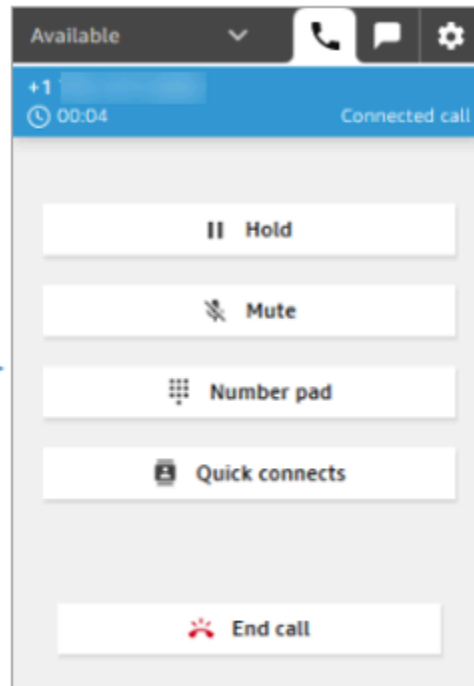 Available
+1
00:04 Connected call
Hold
Mute
Number pad
Quick connects
End call